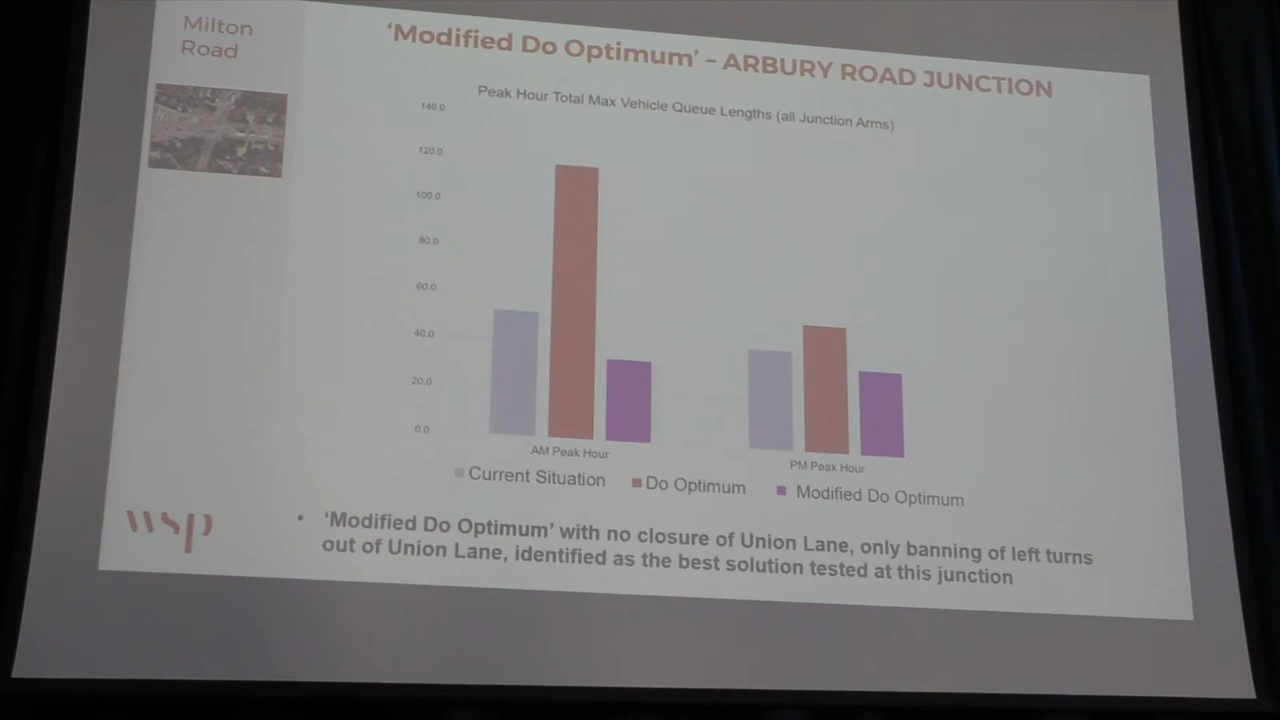 Milton
Road
‘Modified Do Optimum’ – ARBURY ROAD JUNCTION
Peak Hour Total Max Vehicle Queue Lengths (all Junction Arms)
140.0
120.0
100.0
80.0
60.0
40.0
20.0
0.0
AM Peak Hour
PM Peak Hour
Current Situation
Do Optimum
Modified Do Optimum
• ‘Modified Do Optimum’ with no closure of Union Lane, only banning of left turns
out of Union Lane, identified as the best solution tested at this junction
wsp